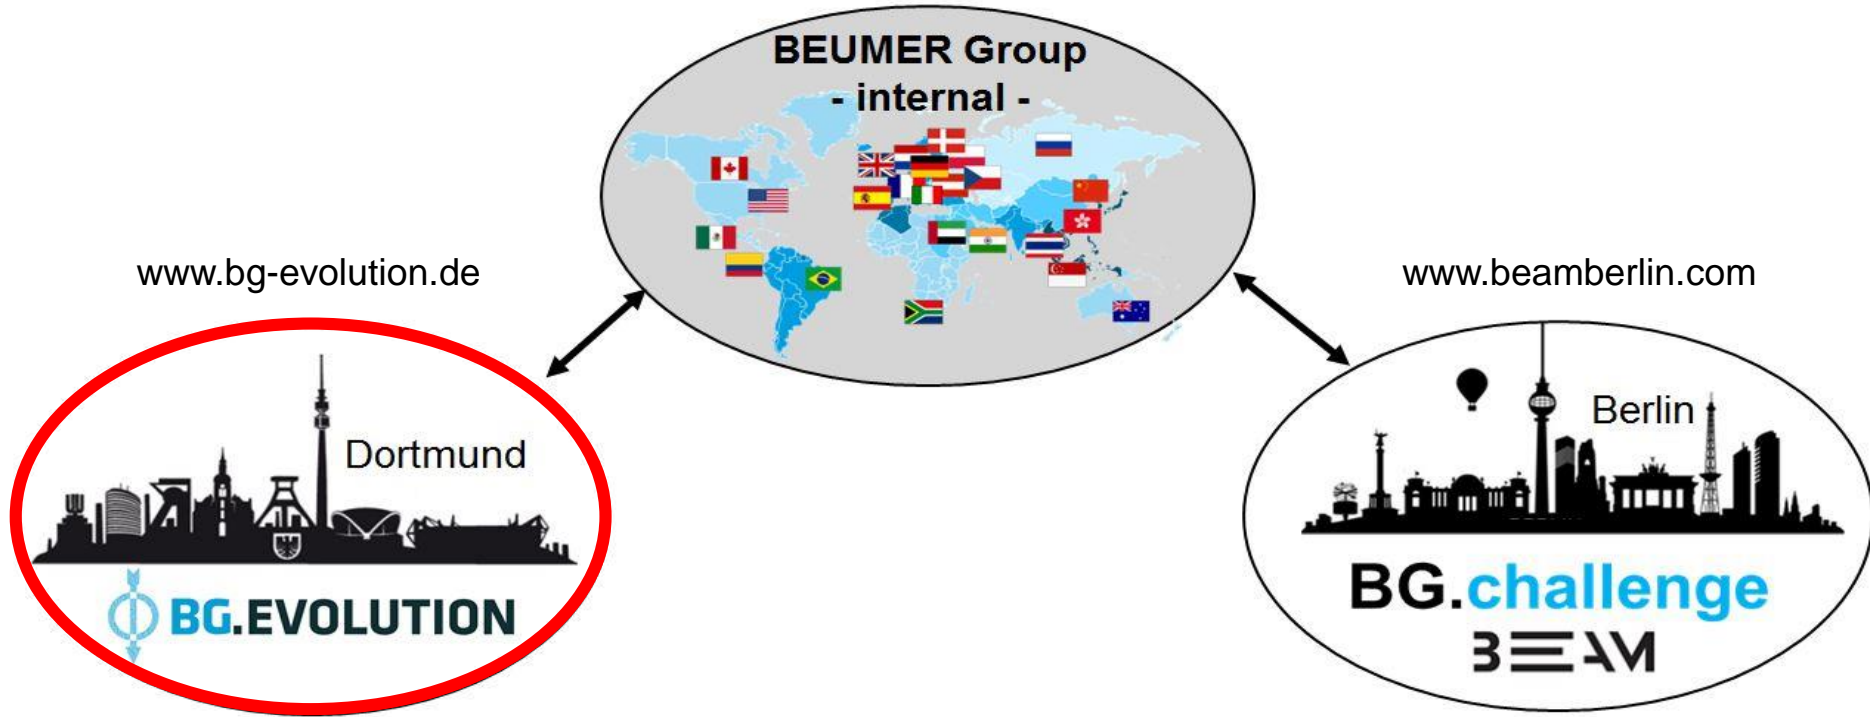 BEUMER Group
- internal -
www.bg-evolution.de
www.beamberlin.com
Dortmund
BG.EVOLUTION
Berlin
BG.challenge
BEAM